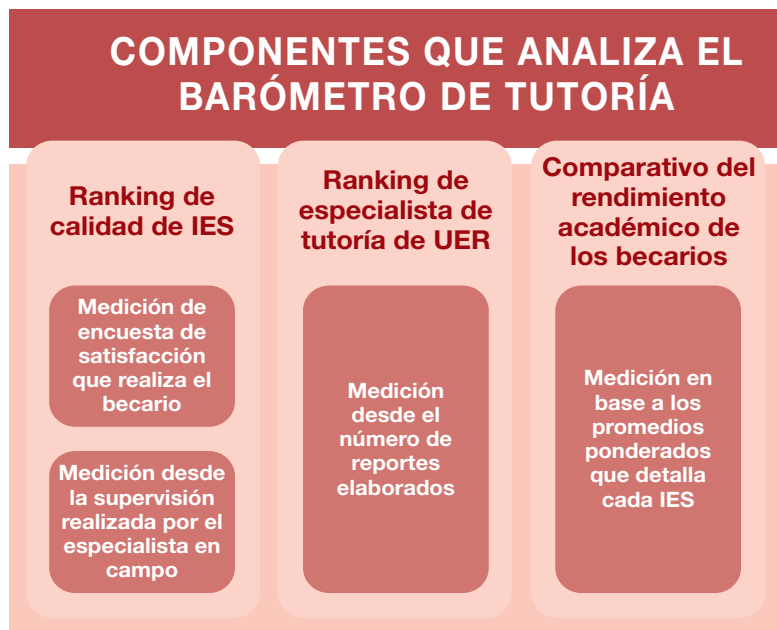 COMPONENTES QUE ANALIZA EL
BARÓMETRO DE TUTORÍA
Ranking de
calidad de IES
Medición de
encuesta de
satisfacción
que realiza el
becario
Medición desde
la supervisión
realizada por el
especialista en
campo
Ranking de
especialista de
tutoría de UER
Medición
desde el
número de
reportes
elaborados
Comparativo del
rendimiento
académico de
los becarios
Medición en
base a los
promedios
ponderados
que detalla
cada IES